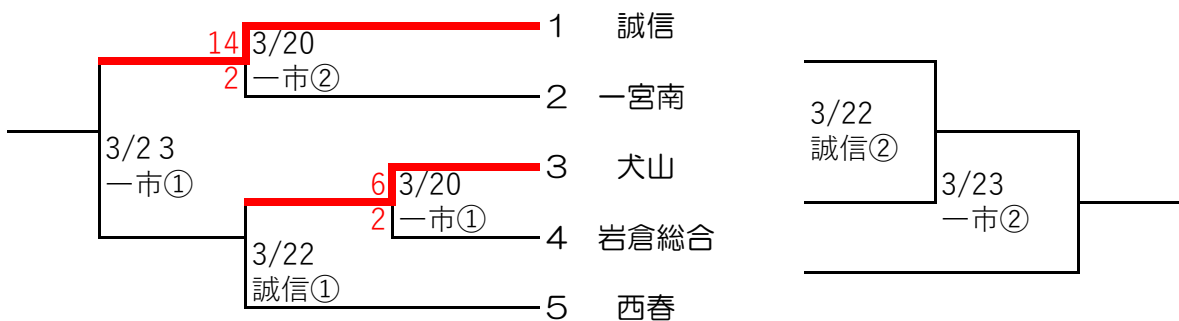 1 誠信
14 3/20
2 一市②
2 一宮南
3/23
一市①
3 犬山
6 3/20
2 一市①
4 岩倉総合
3/22
誠信①
5 西春
3/22
誠信②
3/23
一市②